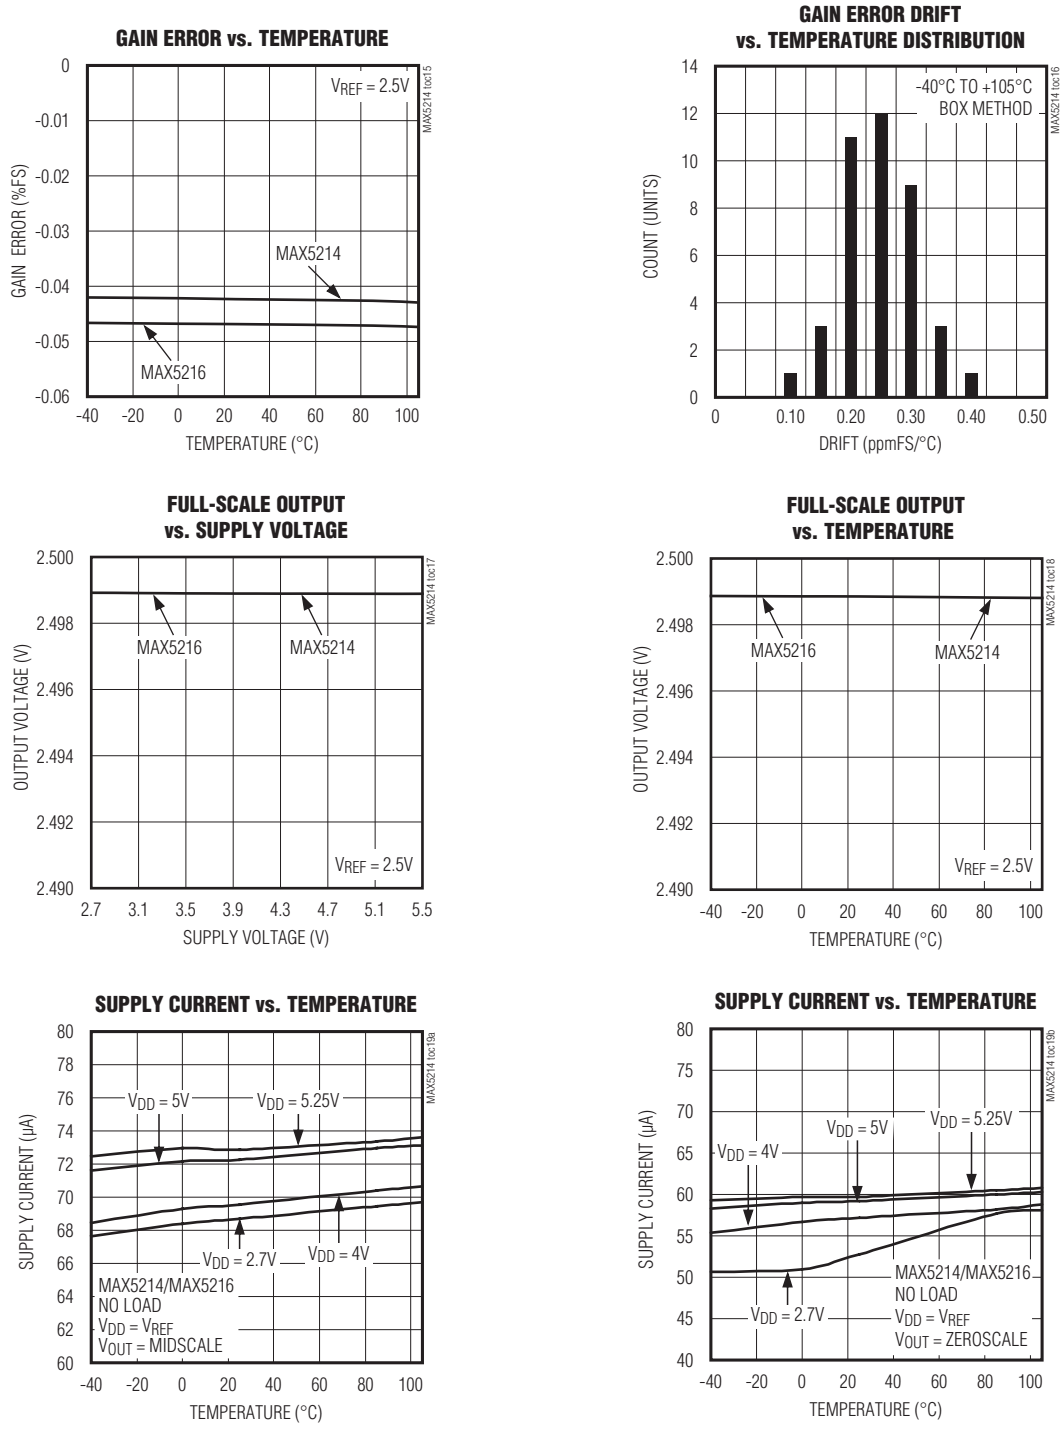 GAIN ERROR vs. TEMPERATURE
0
-0.01
-0.02
-0.03
-0.04
-0.05
-0.06
GAIN ERROR (%FS)
VREF = 2.5V
MAX5214
MAX5216
MAX5214 toc15
-40 -20 0 20 40 60 80 100
TEMPERATURE (°C)
GAIN ERROR DRIFT
vs. TEMPERATURE DISTRIBUTION
14
12
10
8
6
4
2
0
COUNT (UNITS)
-40°C TO +105°C
BOX METHOD
MAX5214 toc16
0 0.10 0.20 0.30 0.40 0.50
DRIFT (ppmFS/°C)
FULL-SCALE OUTPUT
vs. SUPPLY VOLTAGE
2.500
2.498
2.496
2.494
2.492
2.490
OUTPUT VOLTAGE (V)
MAX5216
MAX5214
VREF = 2.5V
MAX5214 toc17
2.7 3.1 3.5 3.9 4.3 4.7 5.1 5.5
SUPPLY VOLTAGE (V)
FULL-SCALE OUTPUT
vs. TEMPERATURE
2.500
2.498
2.496
2.494
2.492
2.490
OUTPUT VOLTAGE (V)
MAX5216
MAX5214
VREF = 2.5V
MAX5214 toc18
-40 -20 0 20 40 60 80 100
TEMPERATURE (°C)
SUPPLY CURRENT vs. TEMPERATURE
80
78
76
74
72
70
68
66
64
62
60
SUPPLY CURRENT (µA)
VDD = 5V
VDD = 5.25V
VDD = 2.7V
VDD = 4V
MAX5214/MAX5216
NO LOAD
VDD = VREF
VOUT = MIDSCALE
MAX5214 toc19a
-40 -20 0 20 40 60 80 100
TEMPERATURE (°C)
SUPPLY CURRENT vs. TEMPERATURE
80
75
70
65
60
55
50
45
40
SUPPLY CURRENT (µA)
VDD = 5.25V
VDD = 5V
VDD = 4V
VDD = 2.7V
MAX5214/MAX5216
NO LOAD
VDD = VREF
VOUT = ZEROSCALE
MAX5214 toc19b
-40 -20 0 20 40 60 80 100
TEMPERATURE (°C)